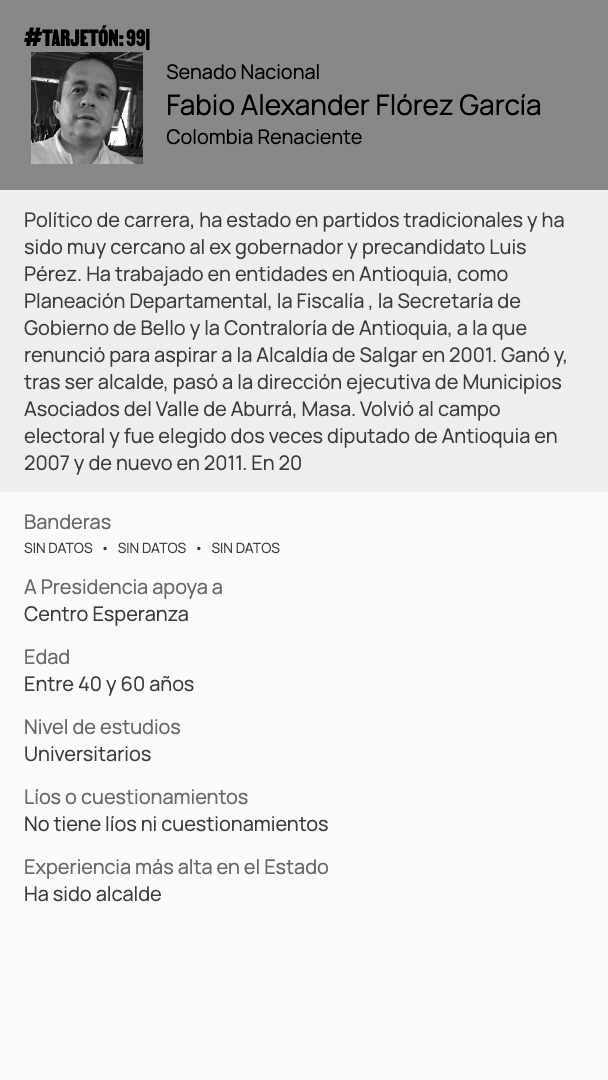 #TARJETÓN: 99|
Senado Nacional
Fabio Alexander Flórez García
Colombia Renaciente
Político de carrera, ha estado en partidos tradicionales y ha
sido muy cercano al ex gobernador y precandidato Luis
Pérez. Ha trabajado en entidades en Antioquia, como
Planeación Departamental, la Fiscalía , la Secretaría de
Gobierno de Bello y la Contraloría de Antioquia, a la que
renunció para aspirar a la Alcaldía de Salgar en 2001. Ganó y,
tras ser alcalde, pasó a la dirección ejecutiva de Municipios
Asociados del Valle de Aburrá, Masa. Volvió al campo
electoral y fue elegido dos veces diputado de Antioquia en
2007 y de nuevo en 2011. En 20
Banderas
SIN DATOS • SIN DATOS • SIN DATOS
A Presidencia apoya a
Centro Esperanza
Edad
Entre 40 y 60 años
Nivel de estudios
Universitarios
Líos o cuestionamientos
No tiene líos ni cuestionamientos
Experiencia más alta en el Estado
Ha sido alcalde